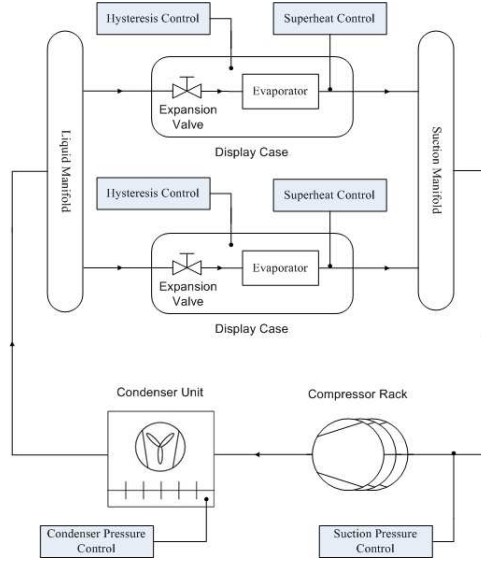 Hysteresis Control
Superheat Control
Liquid Manifold
Expansion
Valve
Evaporator
Display Case
Suction Manifold
Hysteresis Control
Superheat Control
Expansion
Valve
Evaporator
Display Case
Condenser Unit
Compressor Rack
Condenser Pressure
Control
Suction Pressure
Control